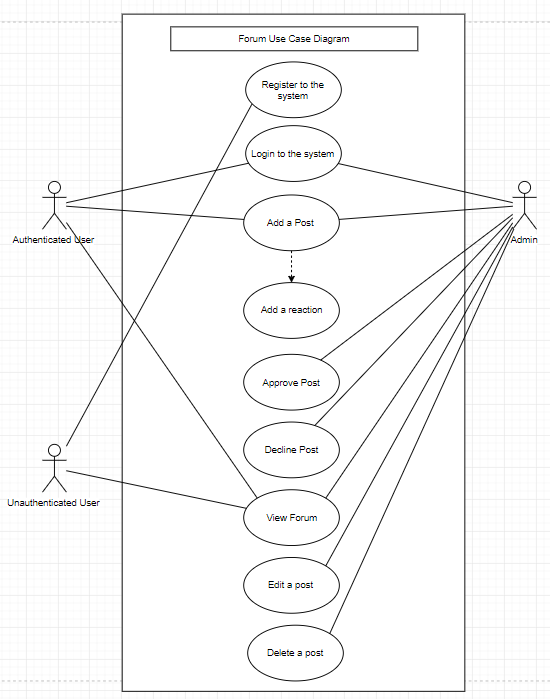 Forum Use Case Diagram
Register to the
system
Login to the system
Add a Post
Authenticated User
Admin
Add a reaction
Approve Post
Decline Post
Unauthenticated User
View Forum
Edit a post
Delete a post